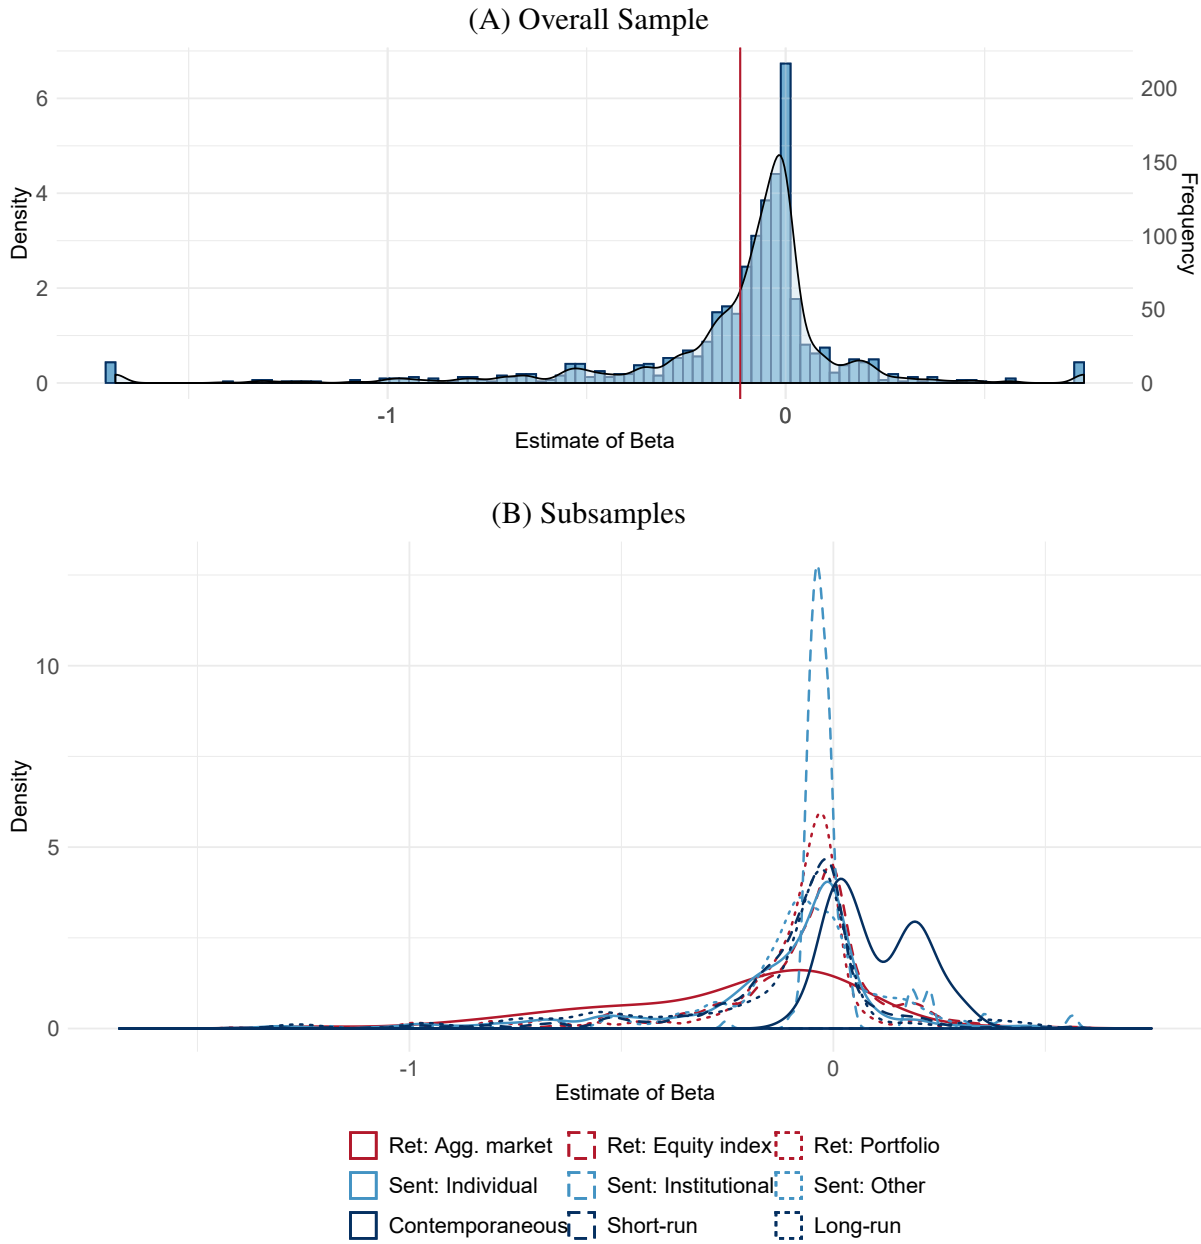 (A) Overall Sample
6
4
2
0
Density
200
150
100
50
0
Frequency
-1 0
Estimate of Beta
(B) Subsamples
10
5
0
Density
-1 0
Estimate of Beta
Ret: Agg. market Ret: Equity index Ret: Portfolio
Sent: Individual Sent: Institutional Sent: Other
Contemporaneous Short-run Long-run